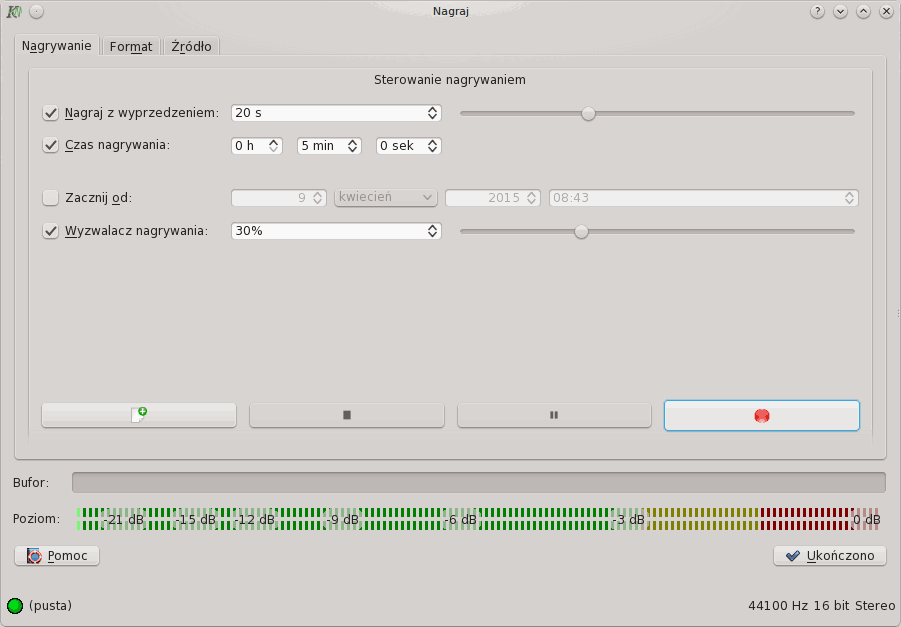 Nagraj
Nagrywanie Format Źródło
Sterowanie nagrywaniem
Nagraj z wyprzedzeniem: 20 s
Czas nagrywania: 0 h 5 min 0 sek
Zacznij od: 9 kwiecień 2015 08:43
Wyzwalacz nagrywania: 30%
Bufor:
Poziom: -21 dB -15 dB -12 dB -9 dB -6 dB -3 dB 0 dB
Pomoc Ukończono
(pusta) 44100 Hz 16 bit Stereo